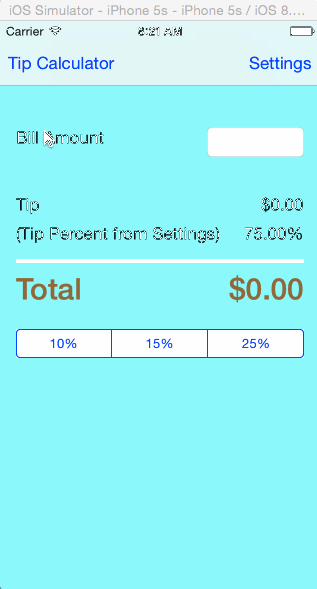 iOS Simulator - iPhone 5s - iPhone 5s / iOS 8....
Carrier 8:21 AM
Tip Calculator Settings
Bill Amount
Tip $0.00
(Tip Percent from Settings) 75.00%
Total $0.00
10% 15% 25%